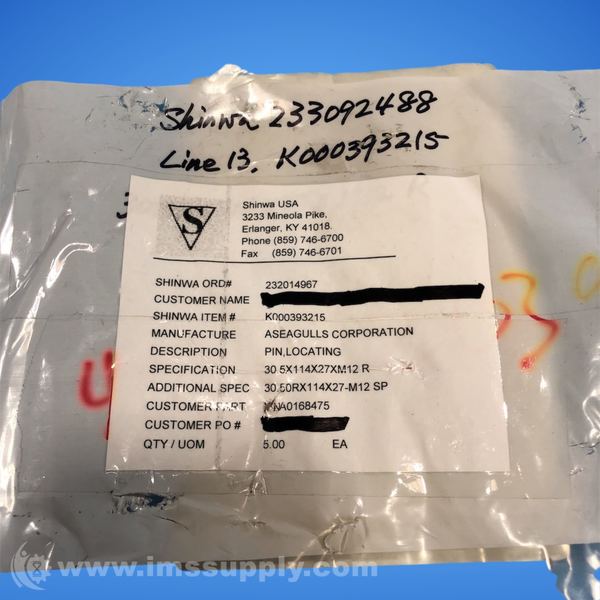 Shinwa 233092488
Line 13. K000393215
S
Shinwa USA
3233 Mineola Pike,
Erlanger, KY 41018.
Phone (859) 746-6700
Fax (859) 746-6701
SHINWA ORD# 232014967
CUSTOMER NAME
SHINWA ITEM # K000393215
MANUFACTURE ASEAGULLS CORPORATION
DESCRIPTION PIN,LOCATING
SPECIFICATION 30.5X114X27XM12 R
ADDITIONAL SPEC 30.50RX114X27-M12 SP
CUSTOMER PART
CUSTOMER PO #
QTY / UOM 5.00 EA
www.imssupply.com